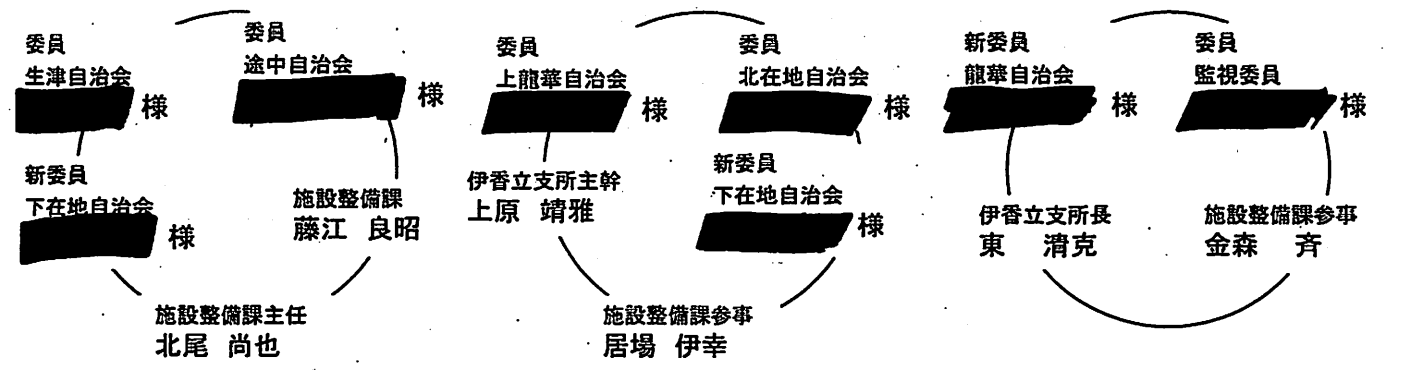 委員
生津自治会
様
委員
途中自治会
様
新委員
下在地自治会
様
施設整備課
藤江 良昭
施設整備課主任
北尾 尚也
委員
上龍華自治会
様
委員
北在地自治会
様
伊香立支所主幹
上原 靖雅
新委員
下在地自治会
様
施設整備課参事
居場 伊幸
新委員
龍華自治会
様
委員
監視委員
様
伊香立支所長
東 清克
施設整備課参事
金森 斉